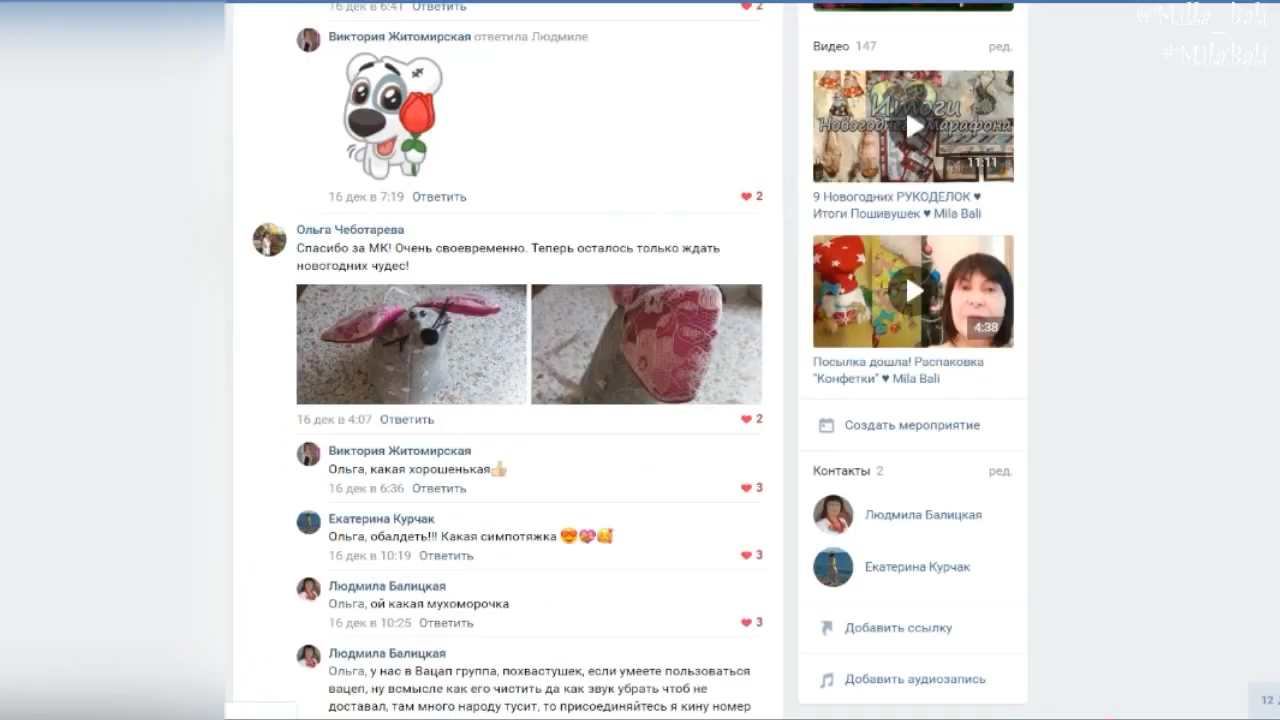 16 дек в 6:41 Ответить
2
Виктория Житомирская ответила Людмиле
16 дек в 7:19 Ответить
2
Ольга Чеботарева
Спасибо за МК! Очень своевременно. Теперь осталось только ждать
новогодних чудес!
16 дек в 4:07 Ответить
2
Виктория Житомирская
Ольга, какая хорошенькая
16 дек в 6:36 Ответить
3
Екатерина Курчак
Ольга, обалдеть!!! Какая симпотяжка
16 дек в 10:19 Ответить
3
Людмила Балицкая
Ольга, ой какая мухоморочка
16 дек в 10:25 Ответить
3
Людмила Балицкая
Ольга, у нас в Вацап группа, похвастушек, если умеете пользоваться
вацеп, ну всмысле как его чистить да как звук убрать чтоб не
доставал, там много народу тусит, то присоединяйтесь я кину номер
Видео 147
ред.
Итоги
Новогоднего марафона
11:11
9 Новогодних РУКОДЕЛОК ♥
Итоги Пошивушек ♥ Mila Bali
4:38
Посылка дошла! Распаковка
"Конфетки" ♥ Mila Bali
Создать мероприятие
Контакты 2
ред.
Людмила Балицкая
Екатерина Курчак
Добавить ссылку
Добавить аудиозапись
@Milla_bali
#MilaBali
12